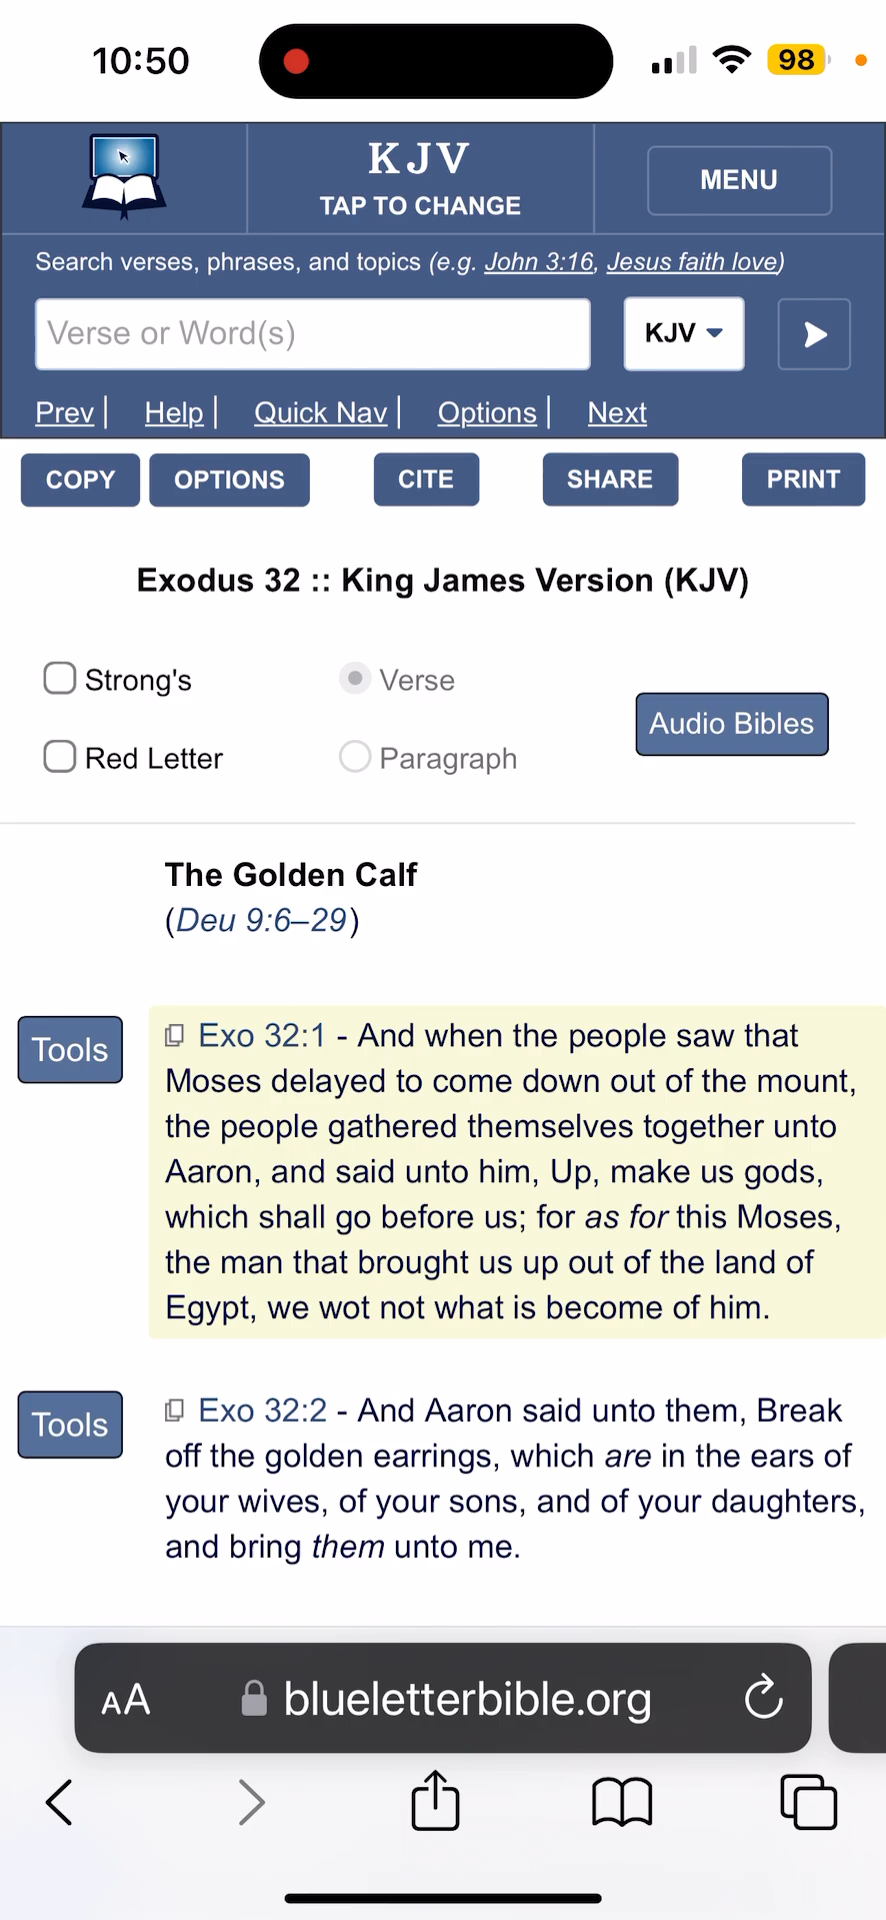 10:50
98
KJV
TAP TO CHANGE
MENU
Search verses, phrases, and topics (e.g. John 3:16, Jesus faith love)
Verse or Word(s)
KJV
Prev | Help | Quick Nav | Options | Next
COPY OPTIONS CITE SHARE PRINT
Exodus 32 :: King James Version (KJV)
Strong's Verse
Audio Bibles
Red Letter Paragraph
The Golden Calf
(Deu 9:6–29)
Tools
Exo 32:1 - And when the people saw that
Moses delayed to come down out of the mount,
the people gathered themselves together unto
Aaron, and said unto him, Up, make us gods,
which shall go before us; for as for this Moses,
the man that brought us up out of the land of
Egypt, we wot not what is become of him.
Tools
Exo 32:2 - And Aaron said unto them, Break
off the golden earrings, which are in the ears of
your wives, of your sons, and of your daughters,
and bring them unto me.
AA blueletterbible.org